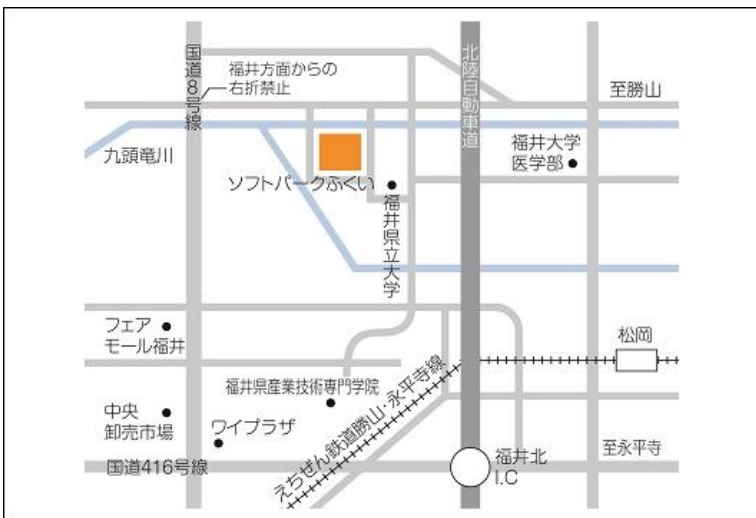 国道8号線
福井方面からの
右折禁止
北陸自動車道
至勝山
九頭竜川
福井大学
医学部
ソフトパークふくい
福井県立大学
フェア
モール福井
松岡
福井県産業技術専門学院
えちぜん鉄道勝山・永平寺線
中央
卸売市場
ワイプラザ
国道416号線
福井北
I.C
至永平寺